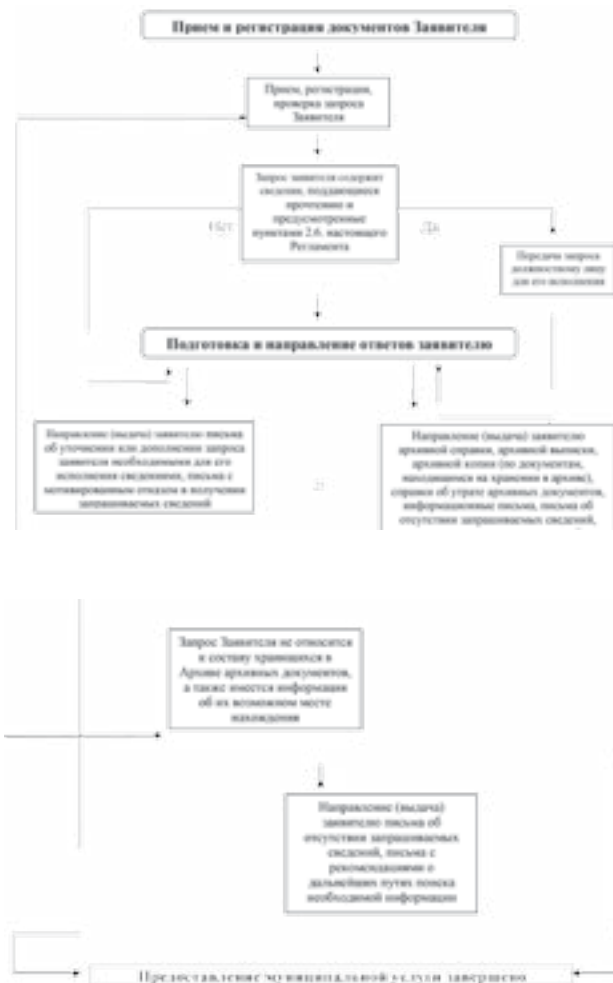 Прием и регистрация документов Заявителя
Прием, регистрация,
проверка запроса
Заявителя
Запрос заявителя содержит
сведения, поддающиеся
прочтению и
предусмотренные
пунктами 2.6. настоящего
Регламента
Нет
Да
Передача запроса
должностному лицу
для его исполнения
Подготовка и направление ответов заявителю
Направление (выдача) заявителю письма
об уточнении или дополнении запроса
заявителя необходимыми для его
исполнения сведениями, письма с
мотивированным отказом в получении
запрашиваемых сведений
Направление (выдача) заявителю
архивной справки, архивной выписки,
архивной копии (по документам,
находящимся на хранении в архиве),
справки об утрате архивных документов,
информационные письма, письма об
отсутствии запрашиваемых сведений,
Запрос Заявителя не относится
к составу хранящихся в
Архиве архивных документов,
а также имеется информация
об их возможном месте
нахождения
Направление (выдача)
заявителю письма об
отсутствии запрашиваемых
сведений, письма с
рекомендациями о
дальнейших путях поиска
необходимой информации
Предоставление муниципальной услуги завершено